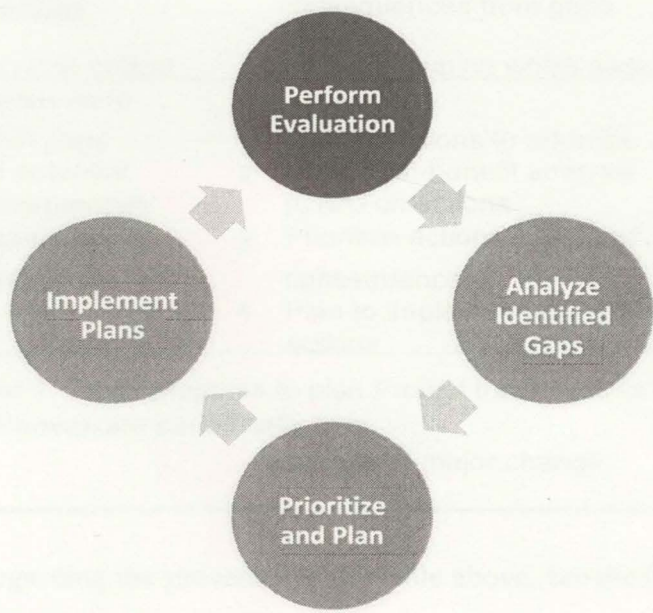 Perform
Evaluation
Analyze
Identified
Gaps
Prioritize
and Plan
Implement
Plans